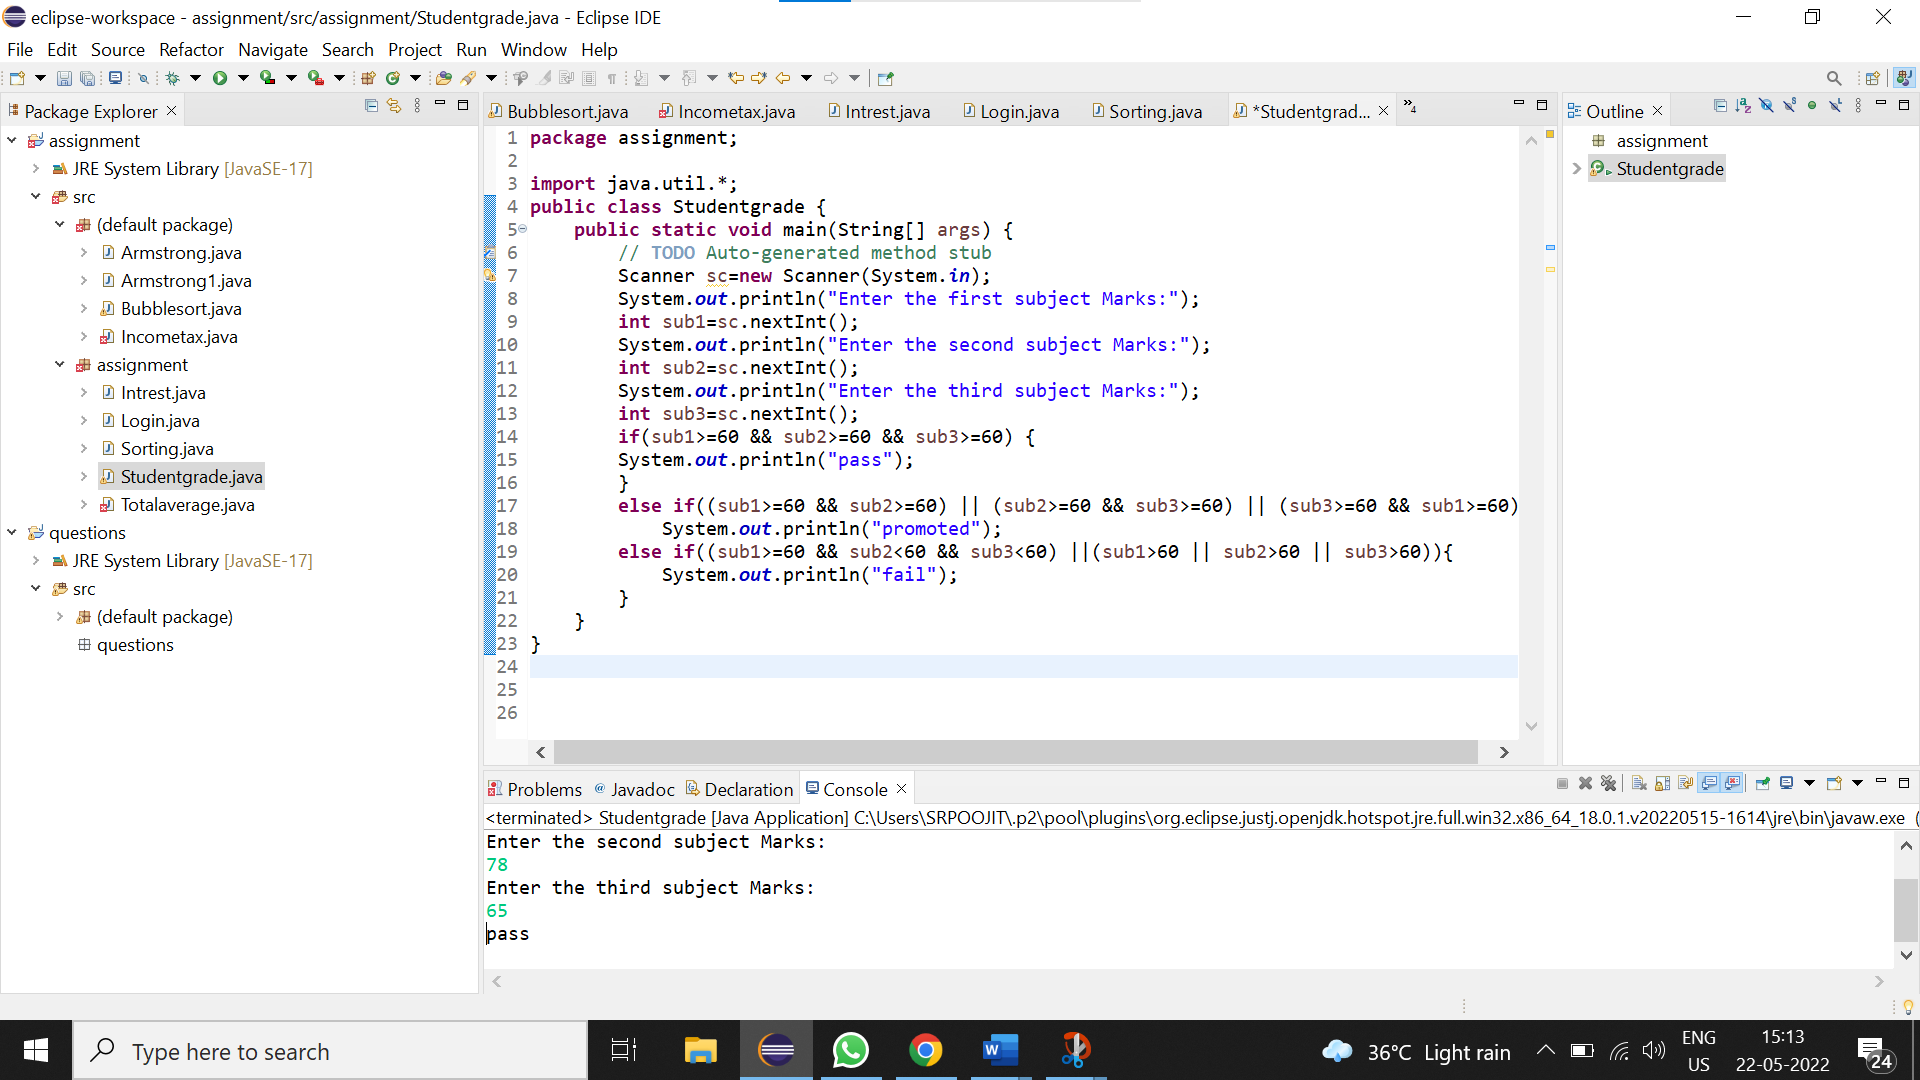 eclipse-workspace - assignment/src/assignment/Studentgrade.java - Eclipse IDE
File Edit Source Refactor Navigate Search Project Run Window Help
Package Explorer
assignment
JRE System Library [JavaSE-17]
src
(default package)
Armstrong.java
Armstrong1.java
Bubblesort.java
Incometax.java
assignment
Intrest.java
Login.java
Sorting.java
Studentgrade.java
Totalaverage.java
questions
JRE System Library [JavaSE-17]
src
(default package)
questions
Bubblesort.java Incometax.java Intrest.java Login.java Sorting.java *Studentgrad... »4
1 package assignment;
2
3 import java.util.*;
4 public class Studentgrade {
5 public static void main(String[] args) {
6 // TODO Auto-generated method stub
7 Scanner sc=new Scanner(System.in);
8 System.out.println("Enter the first subject Marks:");
9 int sub1=sc.nextInt();
10 System.out.println("Enter the second subject Marks:");
11 int sub2=sc.nextInt();
12 System.out.println("Enter the third subject Marks:");
13 int sub3=sc.nextInt();
14 if(sub1>=60 && sub2>=60 && sub3>=60) {
15 System.out.println("pass");
16 }
17 else if((sub1>=60 && sub2>=60) || (sub2>=60 && sub3>=60) || (sub3>=60 && sub1>=60)
18 System.out.println("promoted");
19 else if((sub1>=60 && sub2<60 && sub3<60) ||(sub1>60 || sub2>60 || sub3>60)){
20 System.out.println("fail");
21 }
22 }
23 }
24
25
26
Outline
assignment
Studentgrade
Problems @ Javadoc Declaration Console
<terminated> Studentgrade [Java Application] C:\Users\SRPOOJIT\.p2\pool\plugins\org.eclipse.justj.openjdk.hotspot.jre.full.win32.x86_64_18.0.1.v20220515-1614\jre\bin\javaw.exe (
Enter the second subject Marks:
78
Enter the third subject Marks:
65
pass
Type here to search
36°C Light rain
ENG
US
15:13
22-05-2022
24